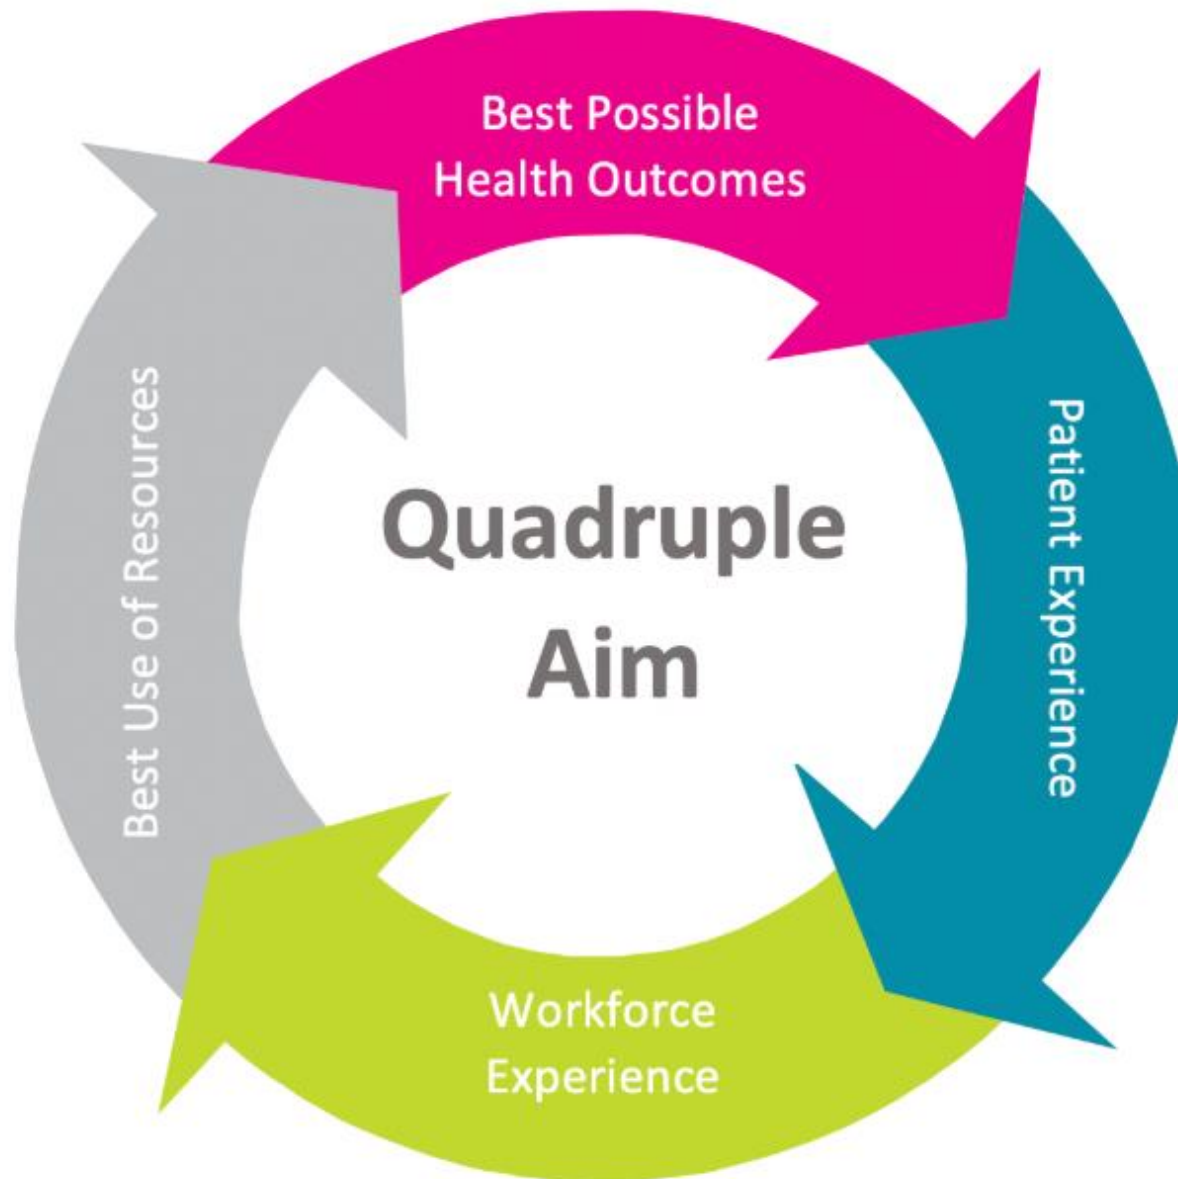 Best Possible
Health Outcomes
Patient Experience
Quadruple
Aim
Best Use of Resources
Workforce
Experience